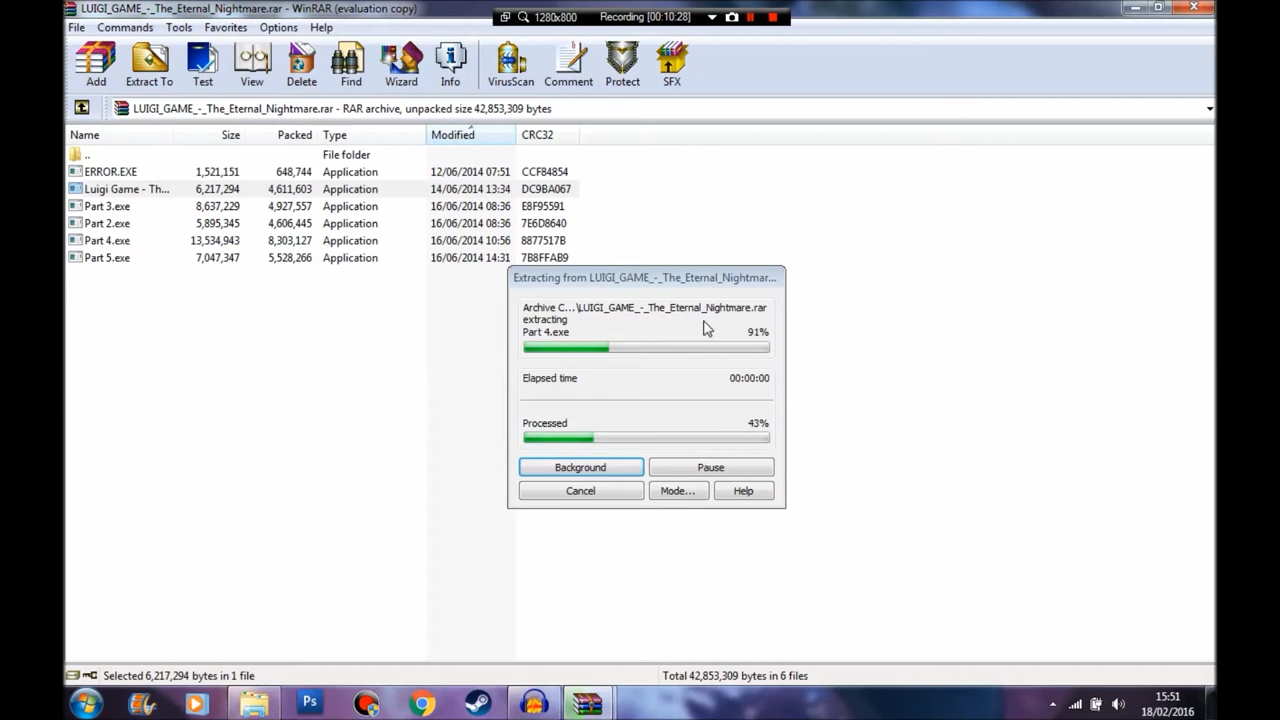 LUIGI_GAME_-_The_Eternal_Nightmare.rar - WinRAR (evaluation copy)
1280x800 Recording [00:10:28]
File Commands Tools Favorites Options Help
Add Extract To Test View Delete Find Wizard Info VirusScan Comment Protect SFX
LUIGI_GAME_-_The_Eternal_Nightmare.rar - RAR archive, unpacked size 42,853,309 bytes
Name Size Packed Type Modified CRC32
.. File folder
ERROR.EXE 1,521,151 648,744 Application 12/06/2014 07:51 CCF84854
Luigi Game - Th... 6,217,294 4,611,603 Application 14/06/2014 13:34 DC9BA067
Part 3.exe 8,637,229 4,927,557 Application 16/06/2014 08:36 E8F95591
Part 2.exe 5,895,345 4,606,445 Application 16/06/2014 08:36 7E6D8640
Part 4.exe 13,534,943 8,303,127 Application 16/06/2014 10:56 8877517B
Part 5.exe 7,047,347 5,528,266 Application 16/06/2014 14:31 7B8FFAB9
Extracting from LUIGI_GAME_-_The_Eternal_Nightmar...
Archive C...\LUIGI_GAME_-_The_Eternal_Nightmare.rar
extracting
Part 4.exe 91%
Elapsed time 00:00:00
Processed 43%
Background Pause
Cancel Mode... Help
Selected 6,217,294 bytes in 1 file Total 42,853,309 bytes in 6 files
Ps
15:51
18/02/2016